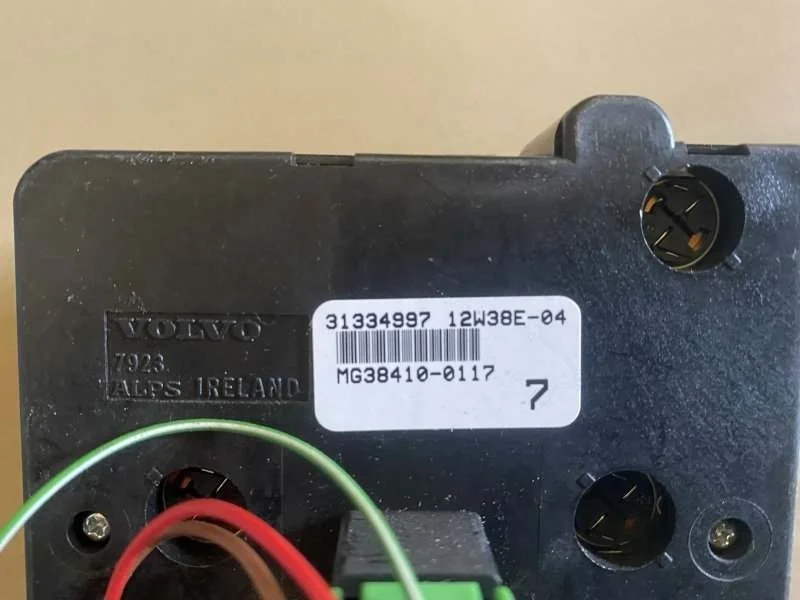 VOLVO
7923
ALPS IRELAND
31334997 12W38E-04
MG38410-0117
7